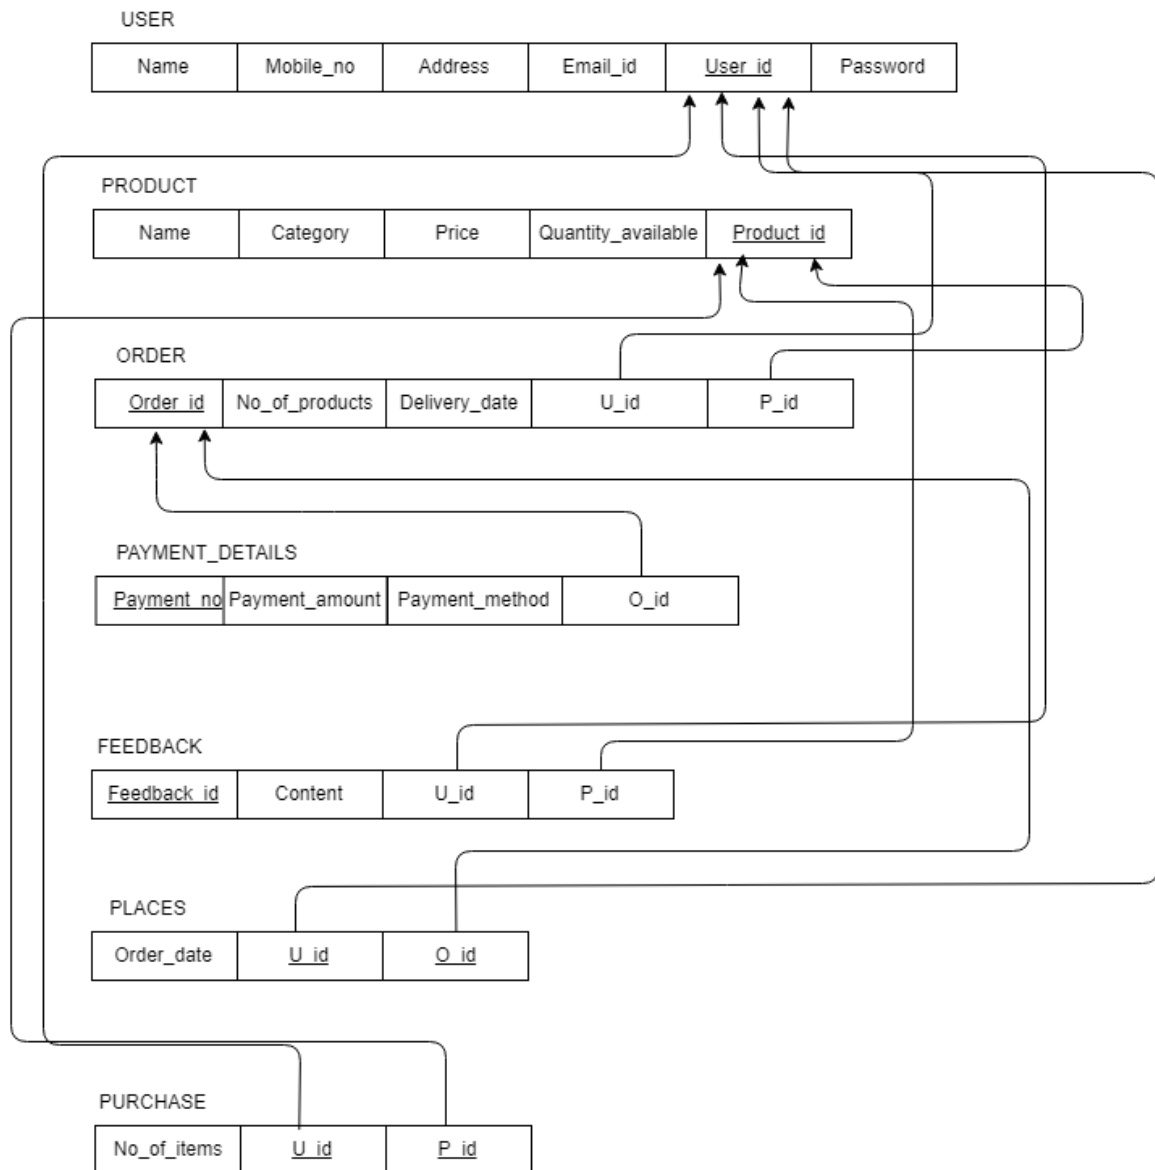 USER
Name Mobile_no Address Email_id User_id Password
PRODUCT
Name Category Price Quantity_available Product_id
ORDER
Order_id No_of_products Delivery_date U_id P_id
PAYMENT_DETAILS
Payment_no Payment_amount Payment_method O_id
FEEDBACK
Feedback_id Content U_id P_id
PLACES
Order_date U_id O_id
PURCHASE
No_of_items U_id P_id